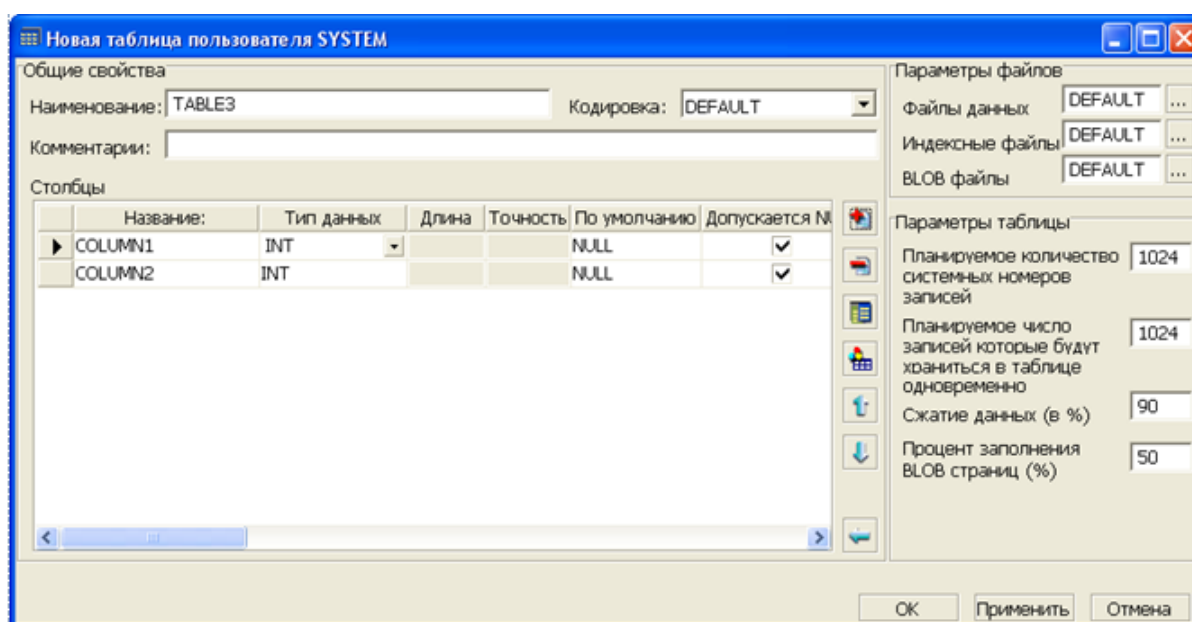 Новая таблица пользователя SYSTEM
Общие свойства
Наименование: TABLE3 Кодировка: DEFAULT
Комментарии:
Столбцы
Название: Тип данных Длина Точность По умолчанию Допускается NU
COLUMN1 INT NULL
COLUMN2 INT NULL
Параметры файлов
Файлы данных DEFAULT ...
Индексные файлы DEFAULT ...
BLOB файлы DEFAULT ...
Параметры таблицы
Планируемое количество 1024
системных номеров
записей
Планируемое число 1024
записей которые будут
храниться в таблице
одновременно
Сжатие данных (в %) 90
Процент заполнения 50
BLOB страниц (%)
OK Применить Отмена